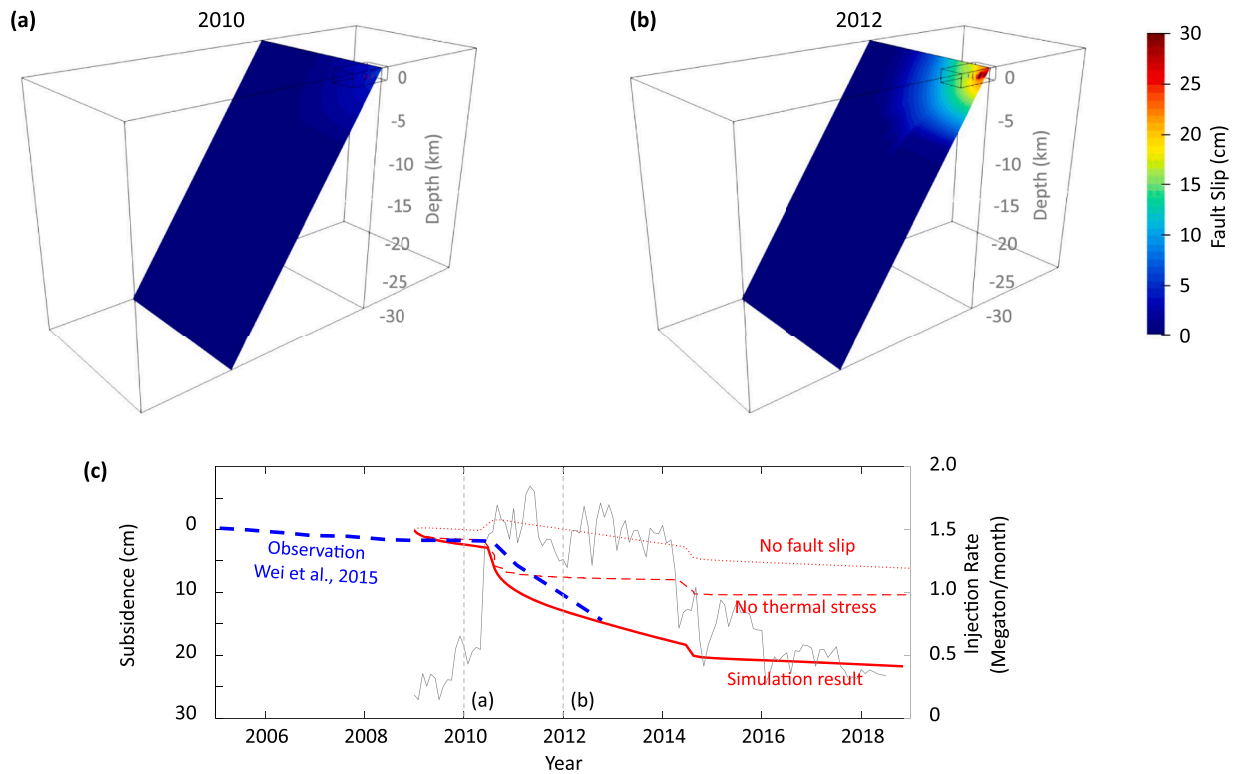 (a)
2010
0
-5
-10
-15
-20
-25
-30
Depth (km)
(b)
2012
0
-5
-10
-15
-20
-25
-30
Depth (km)
30
25
20
15
10
5
0
Fault Slip (cm)
(c)
Subsidence (cm)
0
10
20
30
Observation
Wei et al., 2015
No fault slip
No thermal stress
Simulation result
(a)
(b)
2.0
1.5
1.0
0.5
0
Injection Rate
(Megaton/month)
2006
2008
2010
2012
2014
2016
2018
Year